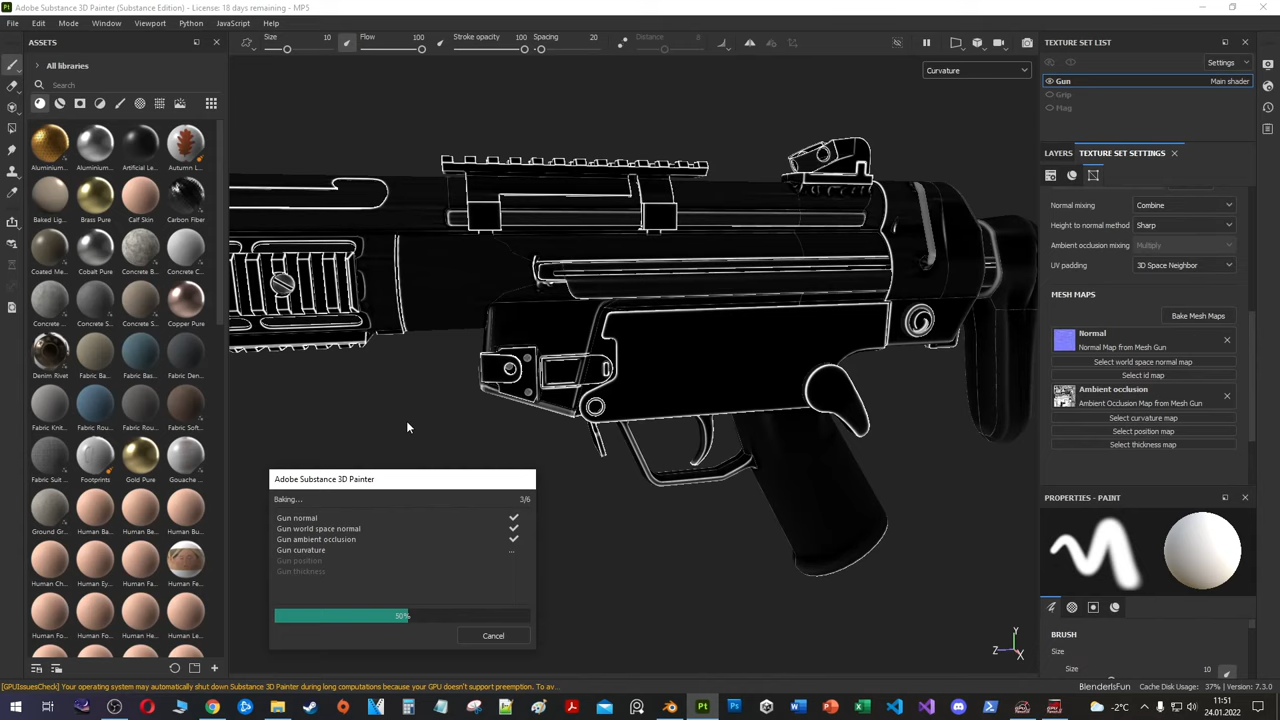 Adobe Substance 3D Painter (Substance Edition) - License: 18 days remaining - MP5
File Edit Mode Window Viewport Python JavaScript Help
ASSETS
Size 10 Flow 100 Stroke opacity 100 Spacing 20 Distance 8
TEXTURE SET LIST
All libraries
Settings
Curvature
Gun Main shader
Search
Grip
Flag
LAYERS TEXTURE SET SETTINGS
Aluminium... Aluminium... Artificial Le... Autumn L...
Normal mixing Combine
Baked Lig... Brass Pure Calf Skin Carbon Fiber
Height to normal method Sharp
Ambient occlusion mixing Multiply
UV padding 3D Space Neighbor
Coated Me... Cobalt Pure Concrete B... Concrete C...
MESH MAPS
Bake Mesh Maps
Concrete ... Concrete S... Concrete S... Copper Pure
Normal
Normal Map from Mesh Gun
Select world space normal map
Select id map
Denim Rivet Fabric Ba... Fabric Bas... Fabric Den...
Ambient occlusion
Ambient Occlusion Map from Mesh Gun
Select curvature map
Fabric Knit... Fabric Rou... Fabric Rou... Fabric Soft...
Select position map
Select thickness map
Fabric Suit ... Footprints Gold Pure Gouache ...
Adobe Substance 3D Painter
Baking... 3/6
PROPERTIES - PAINT
Gun normal
Gun world space normal
Ground Gr... Human Ba... Human Be... Human Bu...
Gun ambient occlusion
Gun curvature ...
Gun position
Gun thickness
Human Ch... Human Ey... Human Fa... Human Fe...
Human Fo... Human Fo... Human He... Human Le...
50%
BRUSH
Cancel
Size
Size 10
Y
Z
X
[GPUIssuesCheck] Your operating system may automatically shut down Substance 3D Painter during long computations because your GPU doesn't support preemption. To av...
BlenderIsFun Cache Disk Usage: 37% | Version: 7.3.0
Pt
Ps
-2°C
11:51
24.01.2022